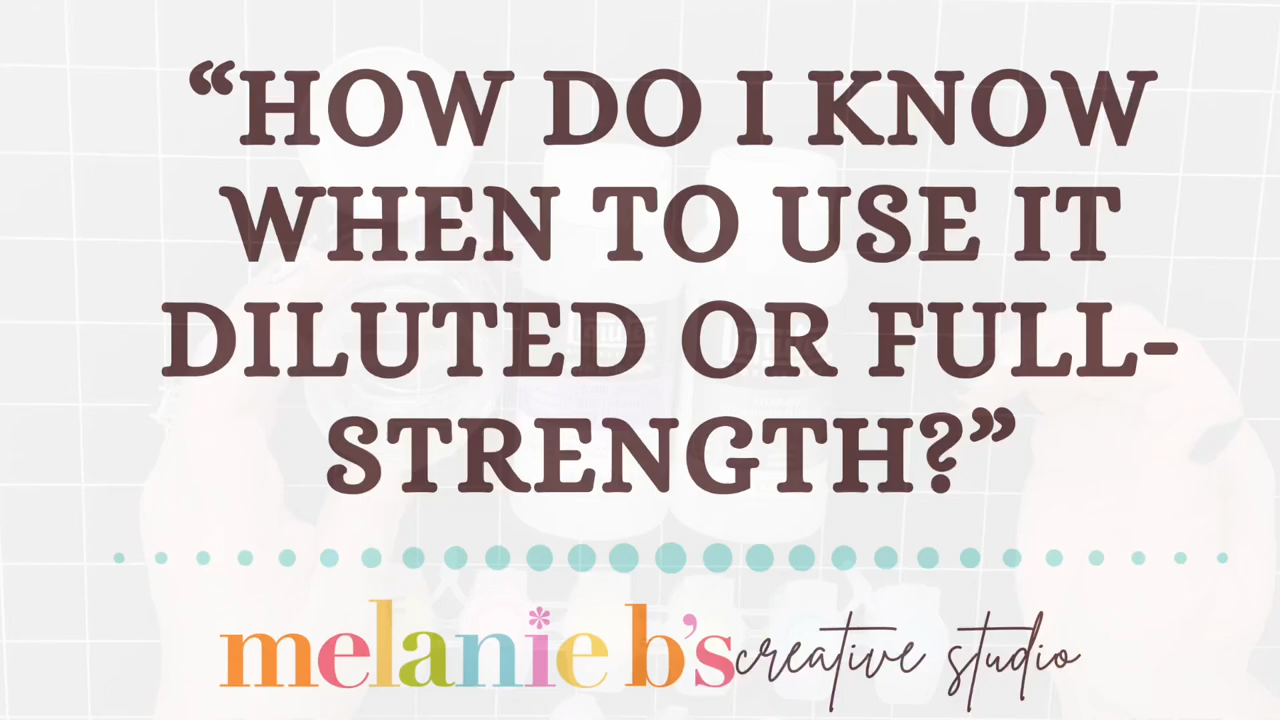 “HOW DO I KNOW
WHEN TO USE IT
DILUTED OR FULL-
STRENGTH?”
melanie b's creative studio